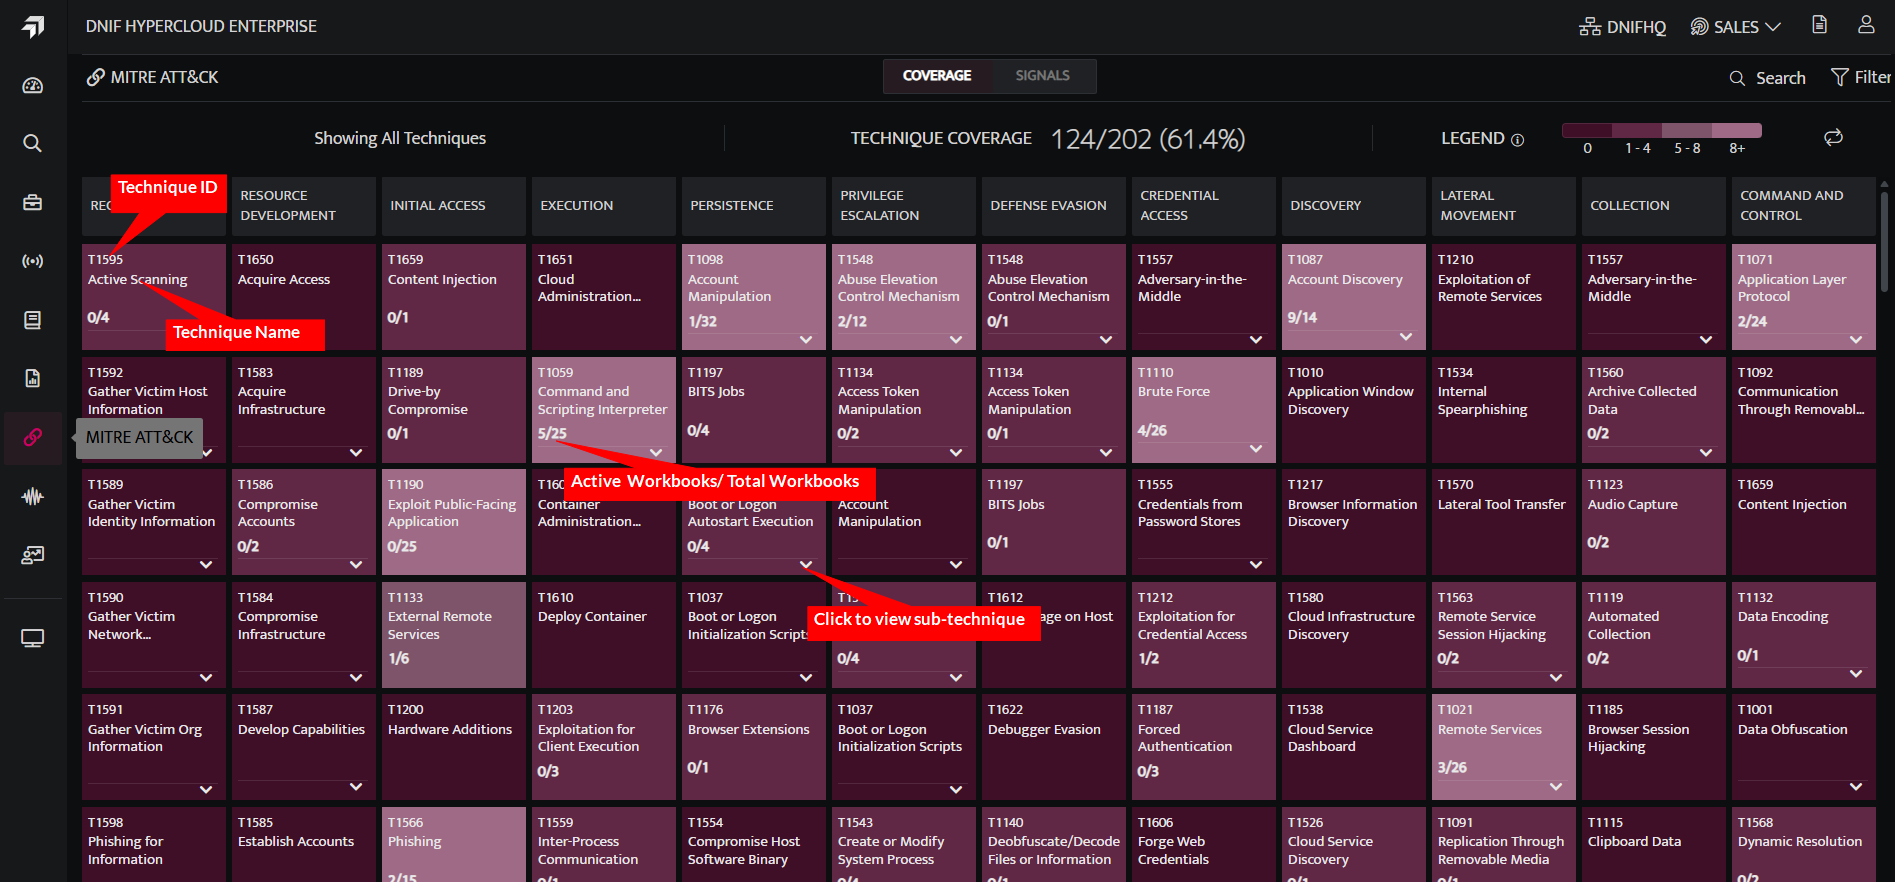 DNIF HYPERCLOUD ENTERPRISE
DNIFHQ
SALES
MITRE ATT&CK
COVERAGE
SIGNALS
Search
Filter
Showing All Techniques
TECHNIQUE COVERAGE 124/202 (61.4%)
LEGEND
0 1 - 4 5 - 8 8+
Technique ID
REC
RESOURCE
DEVELOPMENT
INITIAL ACCESS
EXECUTION
PERSISTENCE
PRIVILEGE
ESCALATION
DEFENSE EVASION
CREDENTIAL
ACCESS
DISCOVERY
LATERAL
MOVEMENT
COLLECTION
COMMAND AND
CONTROL
T1595
Active Scanning
0/4
Technique Name
T1650
Acquire Access
T1659
Content Injection
0/1
T1651
Cloud
Administration...
T1098
Account
Manipulation
1/32
T1548
Abuse Elevation
Control Mechanism
2/12
T1548
Abuse Elevation
Control Mechanism
0/1
T1557
Adversary-in-the-
Middle
T1087
Account Discovery
9/14
T1210
Exploitation of
Remote Services
T1557
Adversary-in-the-
Middle
T1071
Application Layer
Protocol
2/24
T1592
Gather Victim Host
Information
MITRE ATT&CK
T1583
Acquire
Infrastructure
T1189
Drive-by
Compromise
0/1
T1059
Command and
Scripting Interpreter
5/25
Active Workbooks/ Total Workbooks
T1197
BITS Jobs
0/4
T1134
Access Token
Manipulation
0/2
T1134
Access Token
Manipulation
0/1
T1110
Brute Force
4/26
T1010
Application Window
Discovery
T1534
Internal
Spearphishing
T1560
Archive Collected
Data
0/2
T1092
Communication
Through Removabl...
T1589
Gather Victim
Identity Information
T1586
Compromise
Accounts
0/2
T1190
Exploit Public-Facing
Application
0/25
T160
Container
Administration...
Boot or Logon
Autostart Execution
0/4
Click to view sub-technique
Account
Manipulation
T1197
BITS Jobs
0/1
T1555
Credentials from
Password Stores
T1217
Browser Information
Discovery
T1570
Lateral Tool Transfer
T1123
Audio Capture
0/2
T1659
Content Injection
T1590
Gather Victim
Network...
T1584
Compromise
Infrastructure
T1133
External Remote
Services
1/6
T1610
Deploy Container
T1037
Boot or Logon
Initialization Scripts
0/4
T1612
age on Host
T1212
Exploitation for
Credential Access
1/2
T1580
Cloud Infrastructure
Discovery
T1563
Remote Service
Session Hijacking
0/2
T1119
Automated
Collection
0/2
T1132
Data Encoding
0/1
T1591
Gather Victim Org
Information
T1587
Develop Capabilities
T1200
Hardware Additions
T1203
Exploitation for
Client Execution
0/3
T1176
Browser Extensions
0/1
T1037
Boot or Logon
Initialization Scripts
T1622
Debugger Evasion
T1187
Forced
Authentication
0/3
T1538
Cloud Service
Dashboard
T1021
Remote Services
3/26
T1185
Browser Session
Hijacking
T1001
Data Obfuscation
T1598
Phishing for
Information
T1585
Establish Accounts
T1566
Phishing
2/15
T1559
Inter-Process
Communication
0/1
T1554
Compromise Host
Software Binary
T1543
Create or Modify
System Process
0/4
T1140
Deobfuscate/Decode
Files or Information
0/1
T1606
Forge Web
Credentials
T1526
Cloud Service
Discovery
0/1
T1091
Replication Through
Removable Media
0/1
T1115
Clipboard Data
T1568
Dynamic Resolution
0/2